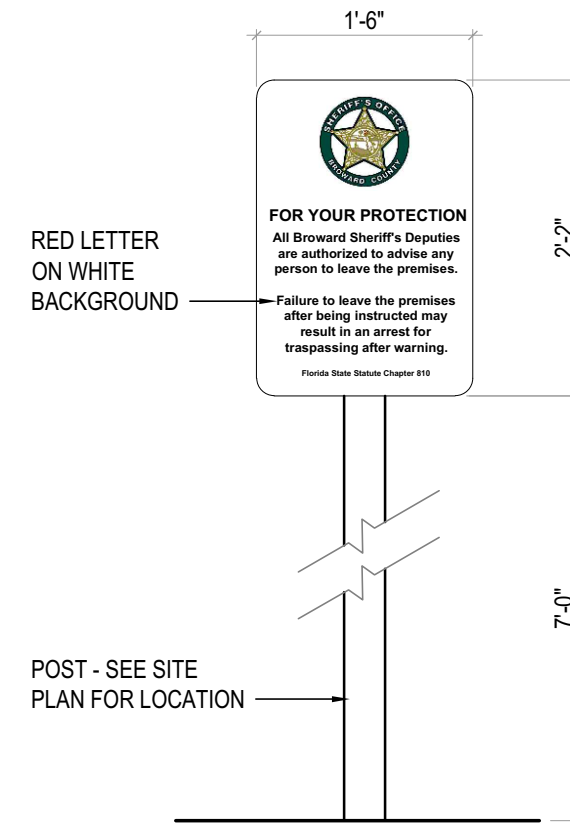 1'-6"
SHERIFF'S OFFICE
BROWARD COUNTY
FOR YOUR PROTECTION
All Broward Sheriff's Deputies
are authorized to advise any
person to leave the premises.
Failure to leave the premises
after being instructed may
result in an arrest for
traspassing after warning.
Florida State Statute Chapter 810
RED LETTER
ON WHITE
BACKGROUND
2'-2"
7'-0"
POST - SEE SITE
PLAN FOR LOCATION